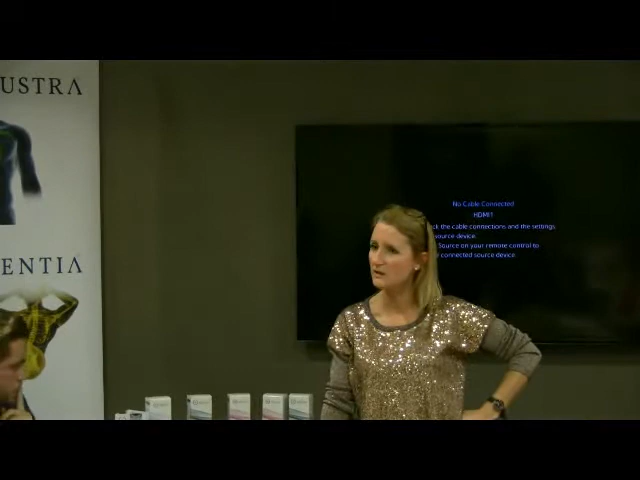 USTRA
ENTIA
No Cable Connected
HDMI1
ck the cable connections and the settings
source device.
Source on your remote control to
connected source device